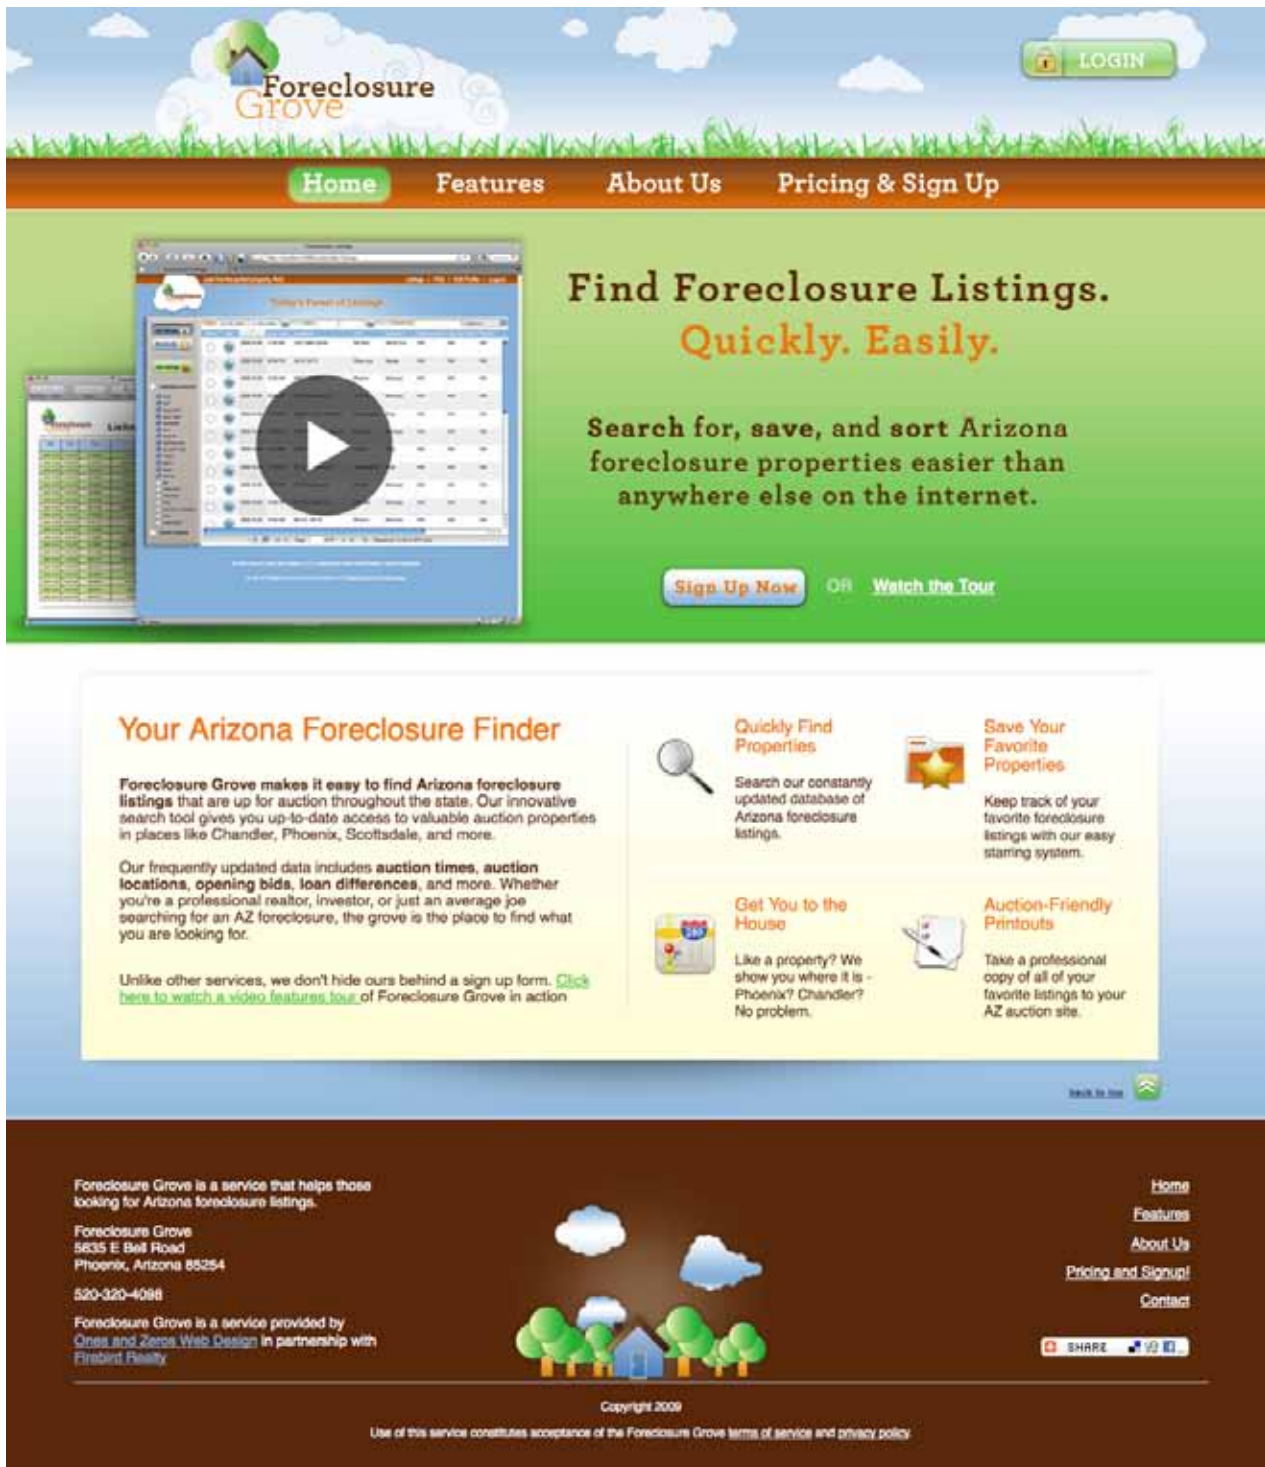 Foreclosure
Grove
LOGIN
Home
Features
About Us
Pricing & Sign Up
Today's Forest of Listings
Find Foreclosure Listings.
Quickly. Easily.
Search for, save, and sort Arizona
foreclosure properties easier than
anywhere else on the internet.
Sign Up Now
OR
Watch the Tour
Your Arizona Foreclosure Finder
Foreclosure Grove makes it easy to find Arizona foreclosure
listings that are up for auction throughout the state. Our innovative
search tool gives you up-to-date access to valuable auction properties
in places like Chandler, Phoenix, Scottsdale, and more.
Our frequently updated data includes auction times, auction
locations, opening bids, loan differences, and more. Whether
you're a professional realtor, investor, or just an average joe
searching for an AZ foreclosure, the grove is the place to find what
you are looking for.
Unlike other services, we don't hide ours behind a sign up form. Click
here to watch a video features tour of Foreclosure Grove in action
Quickly Find
Properties
Search our constantly
updated database of
Arizona foreclosure
listings.
Save Your
Favorite
Properties
Keep track of your
favorite foreclosure
listings with our easy
starring system.
Get You to the
House
Like a property? We
show you where it is -
Phoenix? Chandler?
No problem.
280
Auction-Friendly
Printouts
Take a professional
copy of all of your
favorite listings to your
AZ auction site.
back to top
Foreclosure Grove is a service that helps those
looking for Arizona foreclosure listings.
Foreclosure Grove
5635 E Bell Road
Phoenix, Arizona 85254
520-320-4098
Foreclosure Grove is a service provided by
Ones and Zeros Web Design in partnership with
Firebird Realty
Home
Features
About Us
Pricing and Signup!
Contact
SHARE
Copyright 2009
Use of this service constitutes acceptance of the Foreclosure Grove terms of service and privacy policy